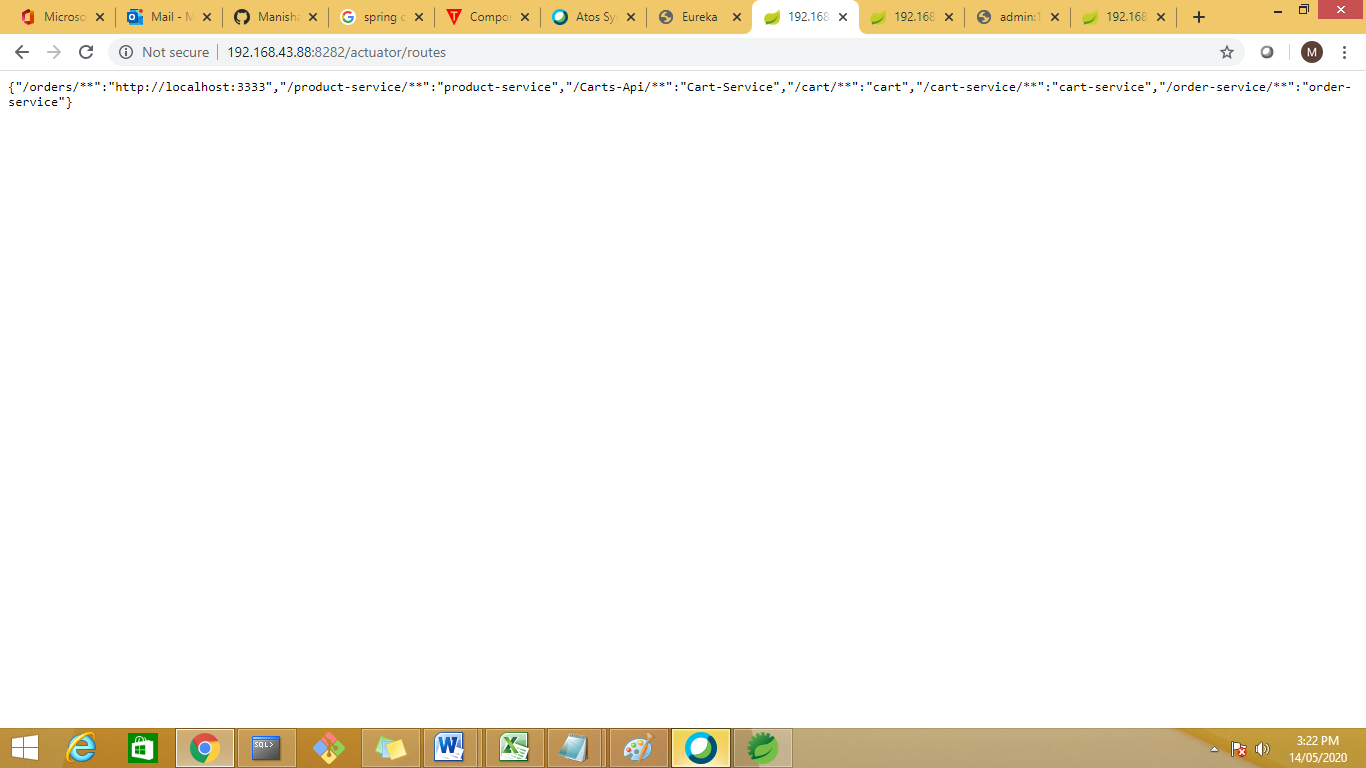 Microso
Mail - M
Manisha
spring c
Compo
Atos Sy
Eureka
192.168
192.168
admin:1
192.168
Not secure
192.168.43.88:8282/actuator/routes
M
{"/orders/**":"http://localhost:3333","/product-service/**":"product-service","/Carts-Api/**":"Cart-Service","/cart/**":"cart","/cart-service/**":"cart-service","/order-service/**":"order-
service"}
SQL>
3:22 PM
14/05/2020